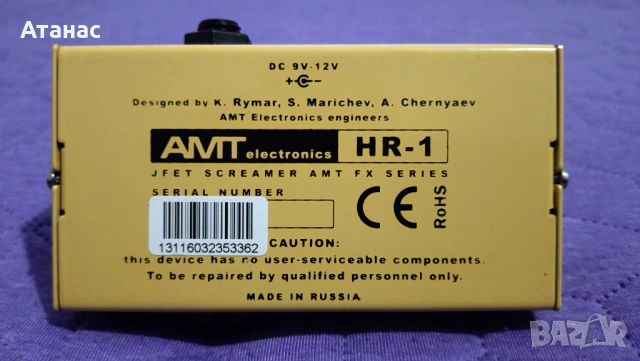 Атанас
DC 9V-12V
Designed by K. Rymar, S. Marichev, A. Chernyaev
AMT Electronics engineers
AMT electronics HR-1
JFET SCREAMER AMT FX SERIES
SERIAL NUMBER
CE RoHS
13116032353362
CAUTION:
this device has no user-serviceable components.
To be repaired by qualified personnel only.
MADE IN RUSSIA
BAZAR